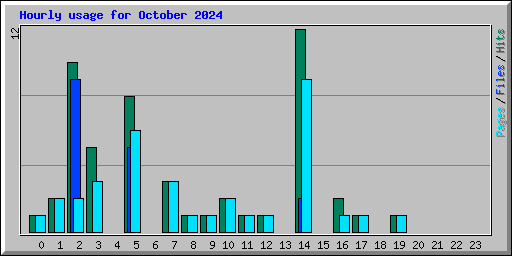 Hourly usage for October 2024
12
Pages/Files/Hits
0 1 2 3 4 5 6 7 8 9 10 11 12 13 14 15 16 17 18 19 20 21 22 23